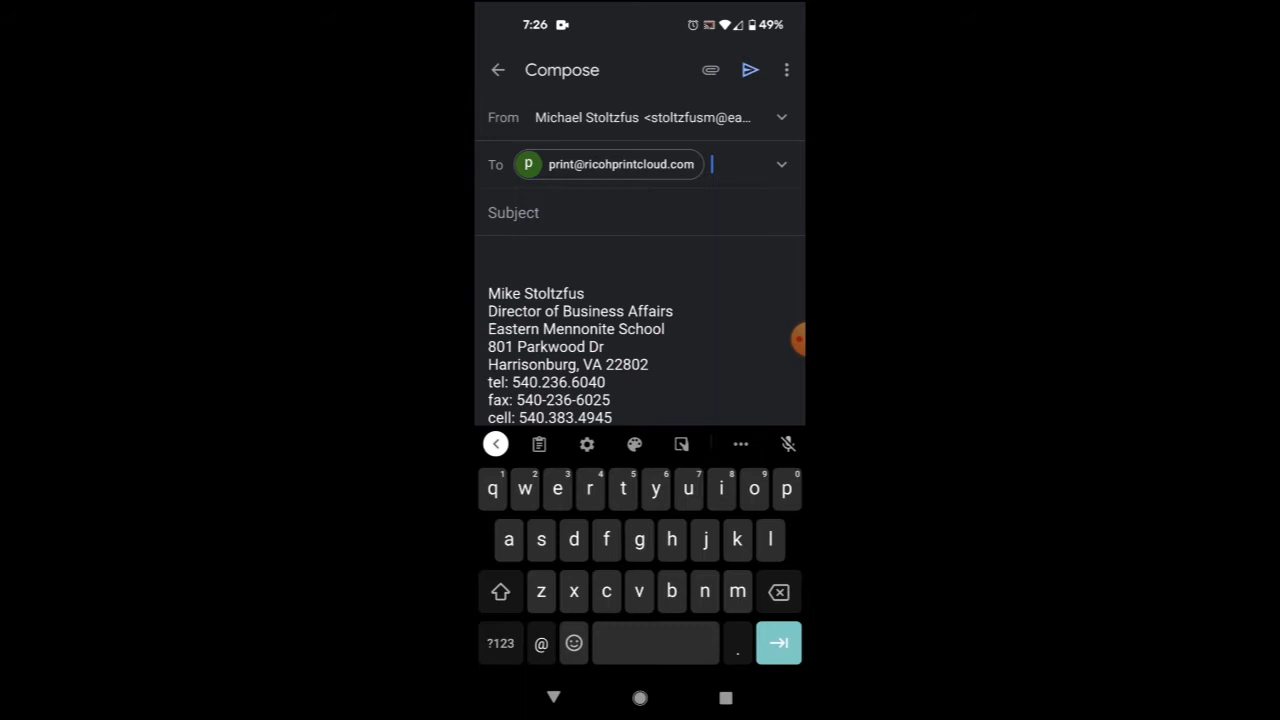 7:26
49%
Compose
From Michael Stoltzfus <stoltzfusm@ea...
To p print@ricohprintcloud.com
Subject
Mike Stoltzfus
Director of Business Affairs
Eastern Mennonite School
801 Parkwood Dr
Harrisonburg, VA 22802
tel: 540.236.6040
fax: 540-236-6025
cell: 540.383.4945
1 2 3 4 5 6 7 8 9 0
q w e r t y u i o p
a s d f g h j k l
z x c v b n m
?123 @ .